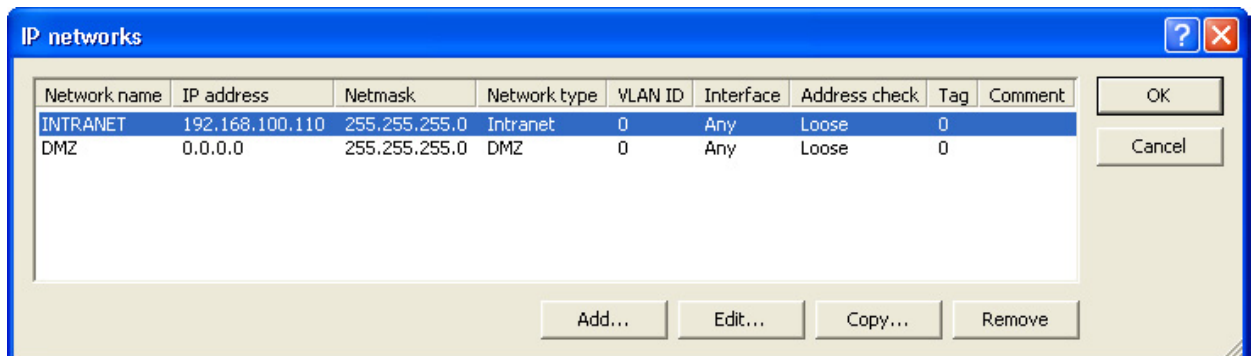 IP networks
Network name IP address Netmask Network type VLAN ID Interface Address check Tag Comment
INTRANET 192.168.100.110 255.255.255.0 Intranet 0 Any Loose 0
DMZ 0.0.0.0 255.255.255.0 DMZ 0 Any Loose 0
OK
Cancel
Add... Edit... Copy... Remove